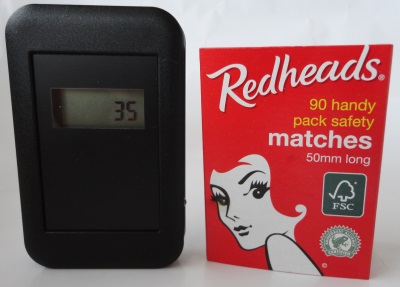 35
Redheads®
90 handy
pack safety
matches
50mm long
FSC